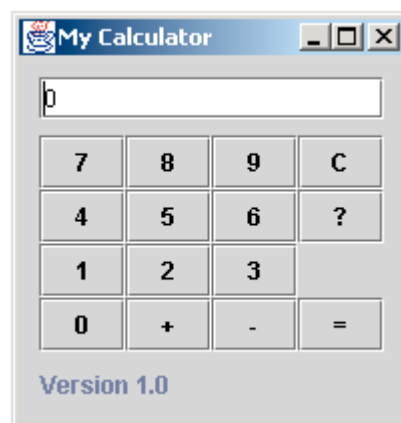 My Calculator
0
7 8 9 C
4 5 6 ?
1 2 3
0 + - =
Version 1.0